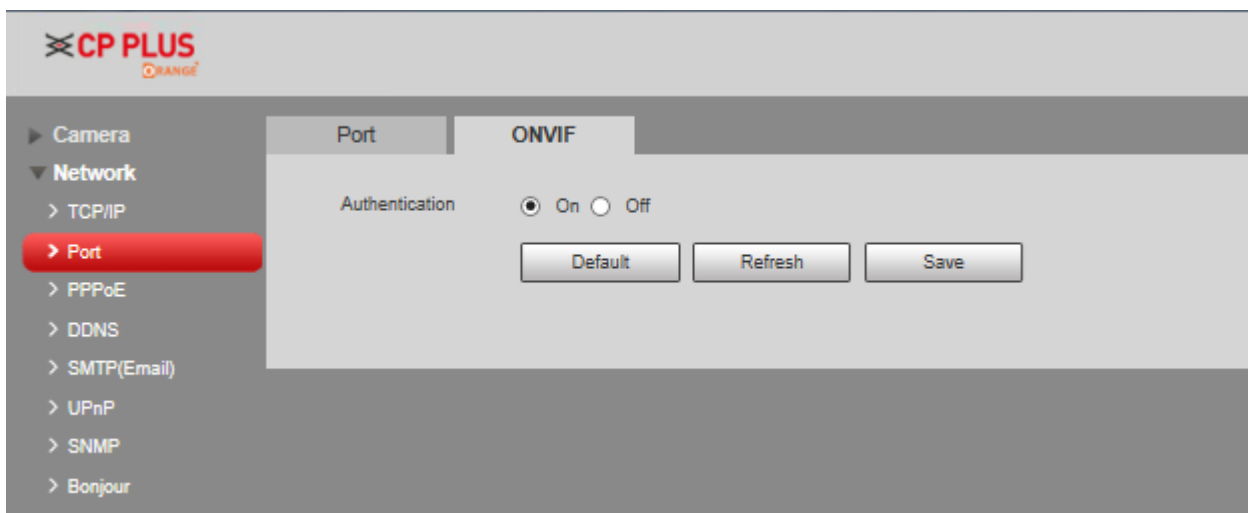 CP PLUS
ORANGE
Camera
Network
TCP/IP
Port
PPPoE
DDNS
SMTP(Email)
UPnP
SNMP
Bonjour
Port ONVIF
Authentication On Off
Default Refresh Save